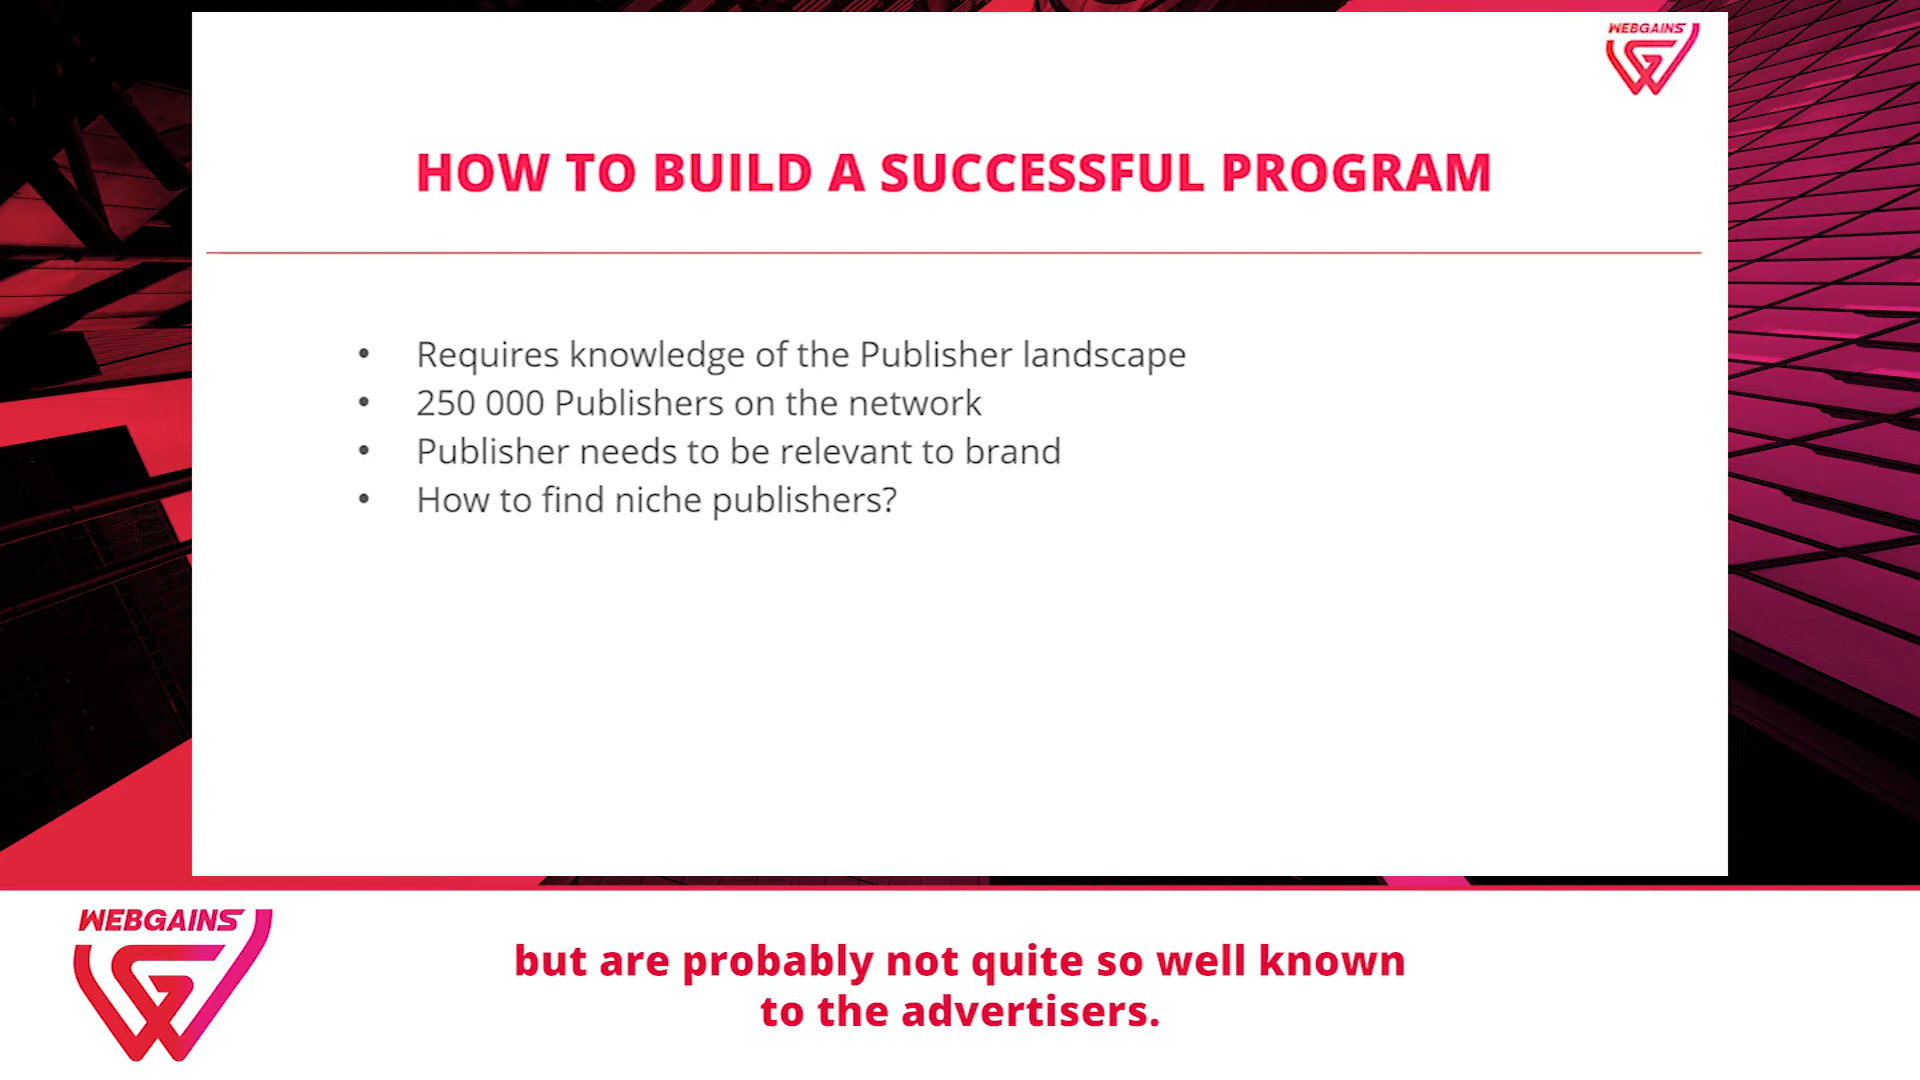 WEBGAINS
HOW TO BUILD A SUCCESSFUL PROGRAM
• Requires knowledge of the Publisher landscape
• 250 000 Publishers on the network
• Publisher needs to be relevant to brand
• How to find niche publishers?
WEBGAINS
but are probably not quite so well known
to the advertisers.